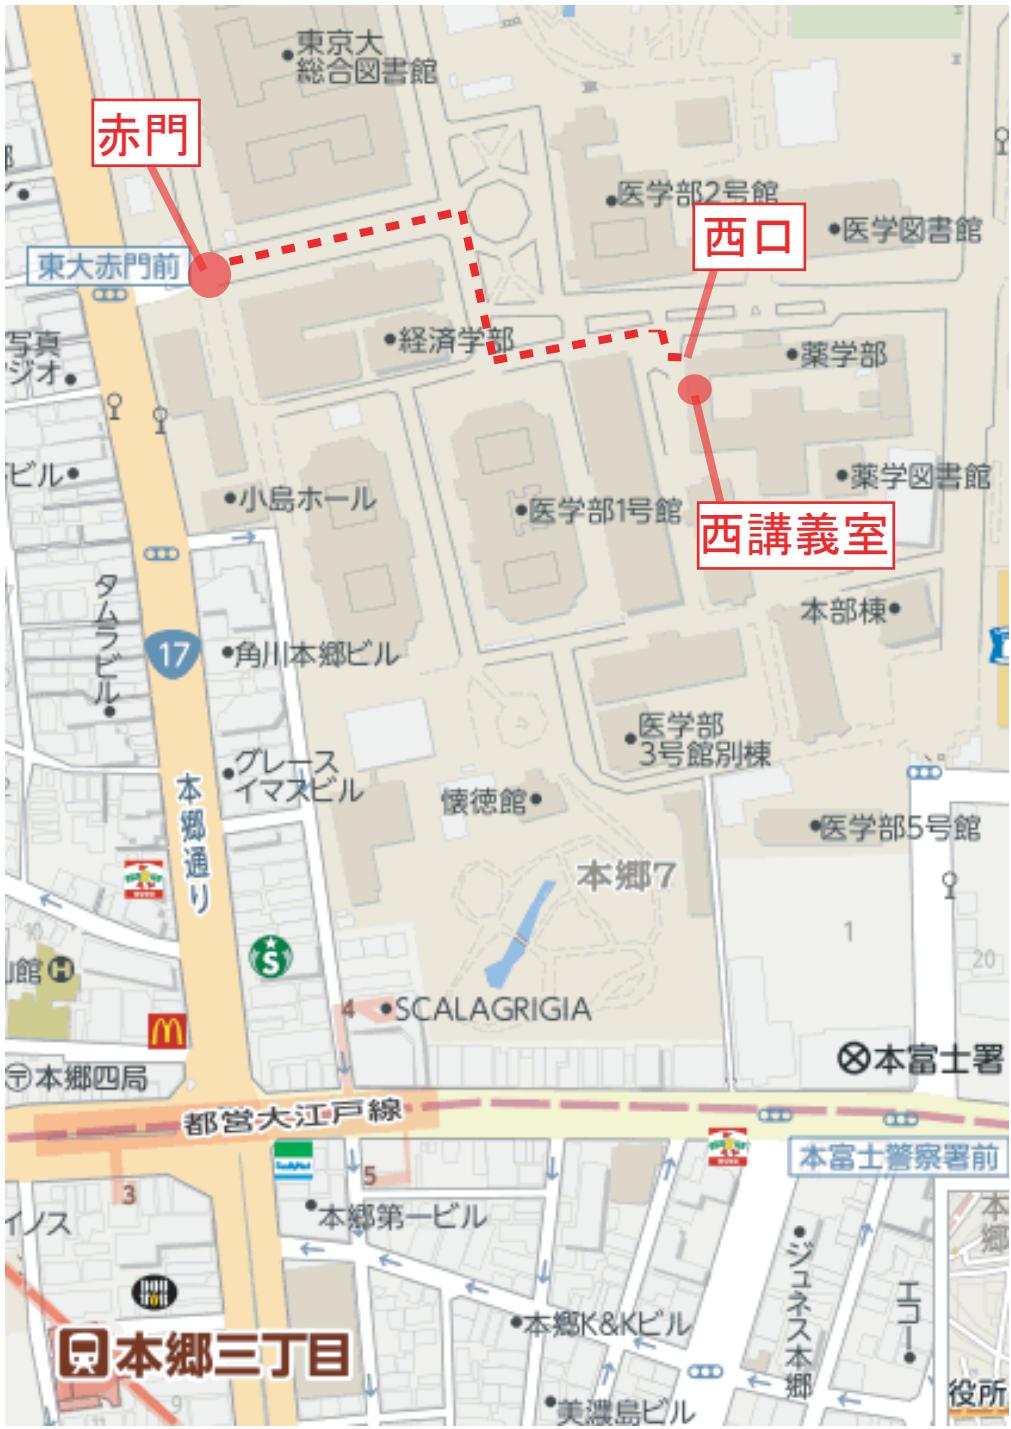 東京大
総合図書館
赤門
医学部2号館
西口
医学図書館
東大赤門前
写真
ジオ
経済学部
薬学部
ビル
小島ホール
医学部1号館
薬学図書館
西講義室
タムラビル
本部棟
17
角川本郷ビル
医学部
3号館別棟
グレース
イマスビル
本郷通り
懐徳館
医学部5号館
本郷7
10
1
館
H
S
20
4
SCALAGRIGIA
M
〒本郷四局
本富士署
都営大江戸線
FamilyMart
本富士警察署前
5
3
イノス
本郷第一ビル
本郷
ジュネス本郷
エコー
本郷K&Kビル
本郷三丁目
9
11
美濃島ビル
役所